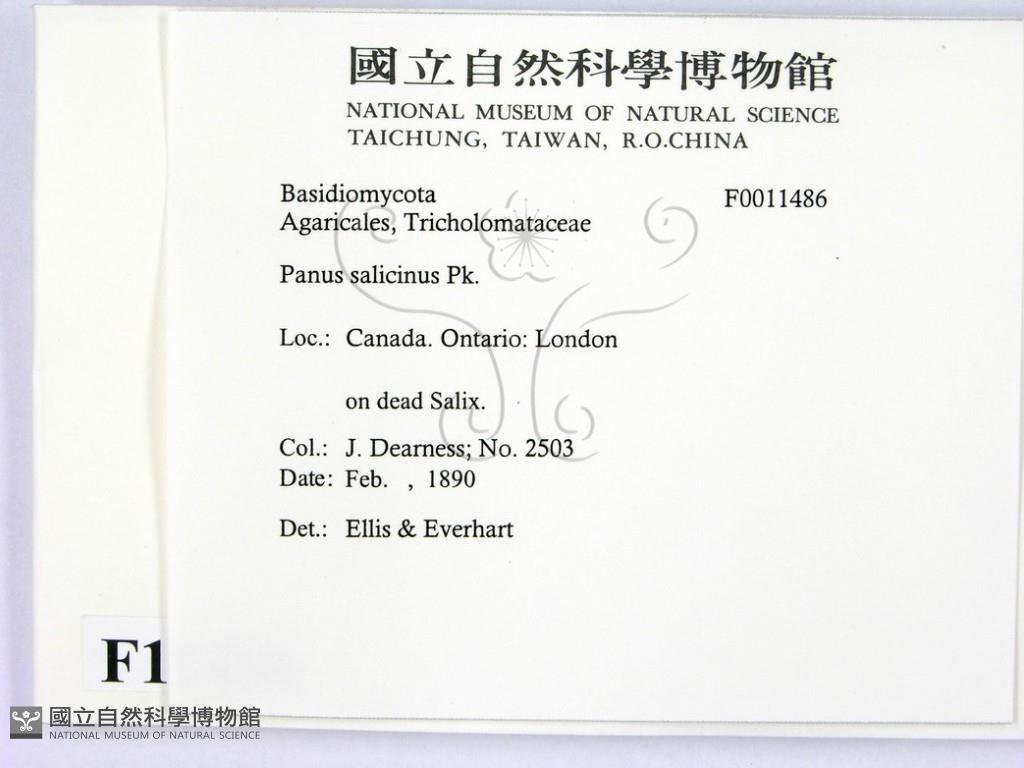 國立自然科學博物館
NATIONAL MUSEUM OF NATURAL SCIENCE
TAICHUNG, TAIWAN, R.O.CHINA
Basidiomycota F0011486
Agaricales, Tricholomataceae
Panus salicinus Pk.
Loc.: Canada. Ontario: London
on dead Salix.
Col.: J. Dearness; No. 2503
Date: Feb. , 1890
Det.: Ellis & Everhart
F1
國立自然科學博物館
NATIONAL MUSEUM OF NATURAL SCIENCE